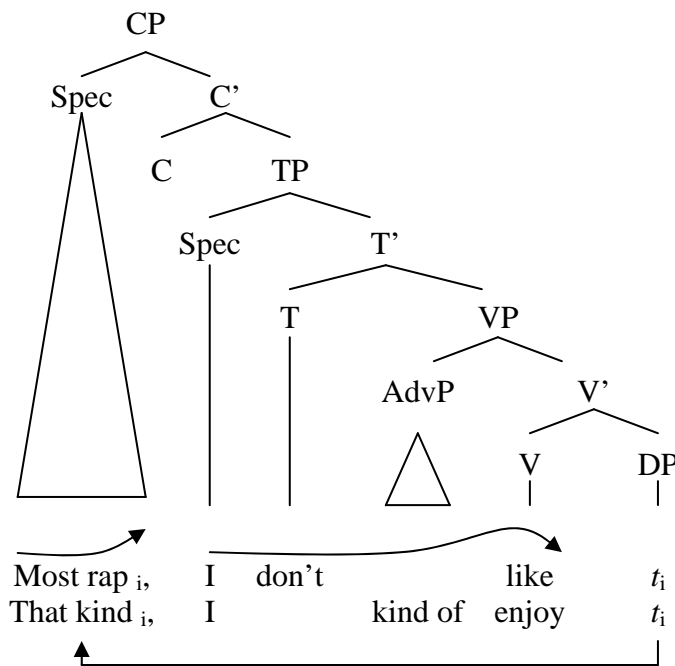 CP
Spec C’
C TP
Spec T’
T VP
AdvP V’
V DP
Most rap i, I don't like ti
That kind i, I kind of enjoy ti